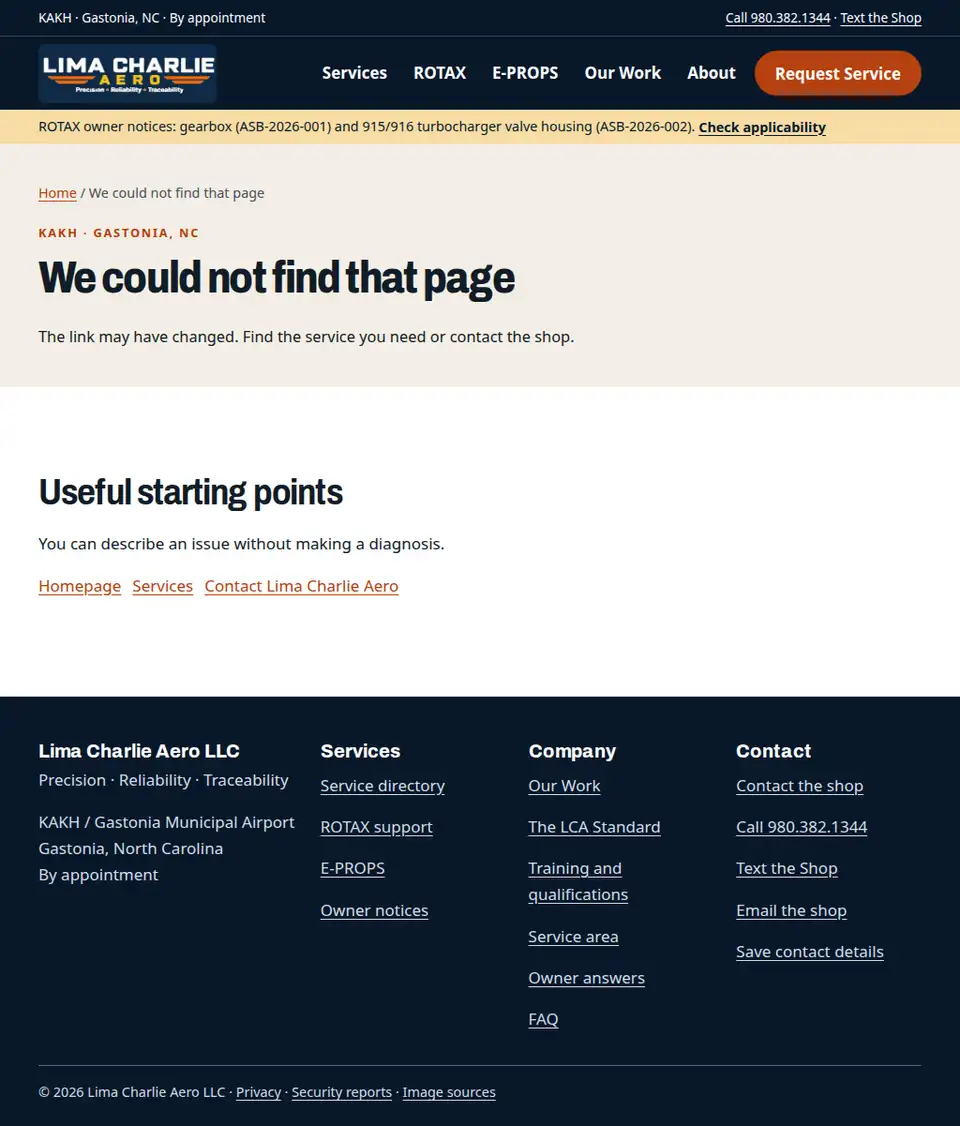 KAKH · Gastonia, NC · By appointment
Call 980.382.1344 · Text the Shop
LIMA CHARLIE
AERO
Precision • Reliability • Traceability
Services ROTAX E-PROPS Our Work About Request Service
ROTAX owner notices: gearbox (ASB-2026-001) and 915/916 turbocharger valve housing (ASB-2026-002). Check applicability
Home / We could not find that page
KAKH · GASTONIA, NC
We could not find that page
The link may have changed. Find the service you need or contact the shop.
Useful starting points
You can describe an issue without making a diagnosis.
Homepage Services Contact Lima Charlie Aero
Lima Charlie Aero LLC
Precision · Reliability · Traceability
KAKH / Gastonia Municipal Airport
Gastonia, North Carolina
By appointment
Services
Service directory
ROTAX support
E-PROPS
Owner notices
Company
Our Work
The LCA Standard
Training and
qualifications
Service area
Owner answers
FAQ
Contact
Contact the shop
Call 980.382.1344
Text the Shop
Email the shop
Save contact details
© 2026 Lima Charlie Aero LLC · Privacy · Security reports · Image sources